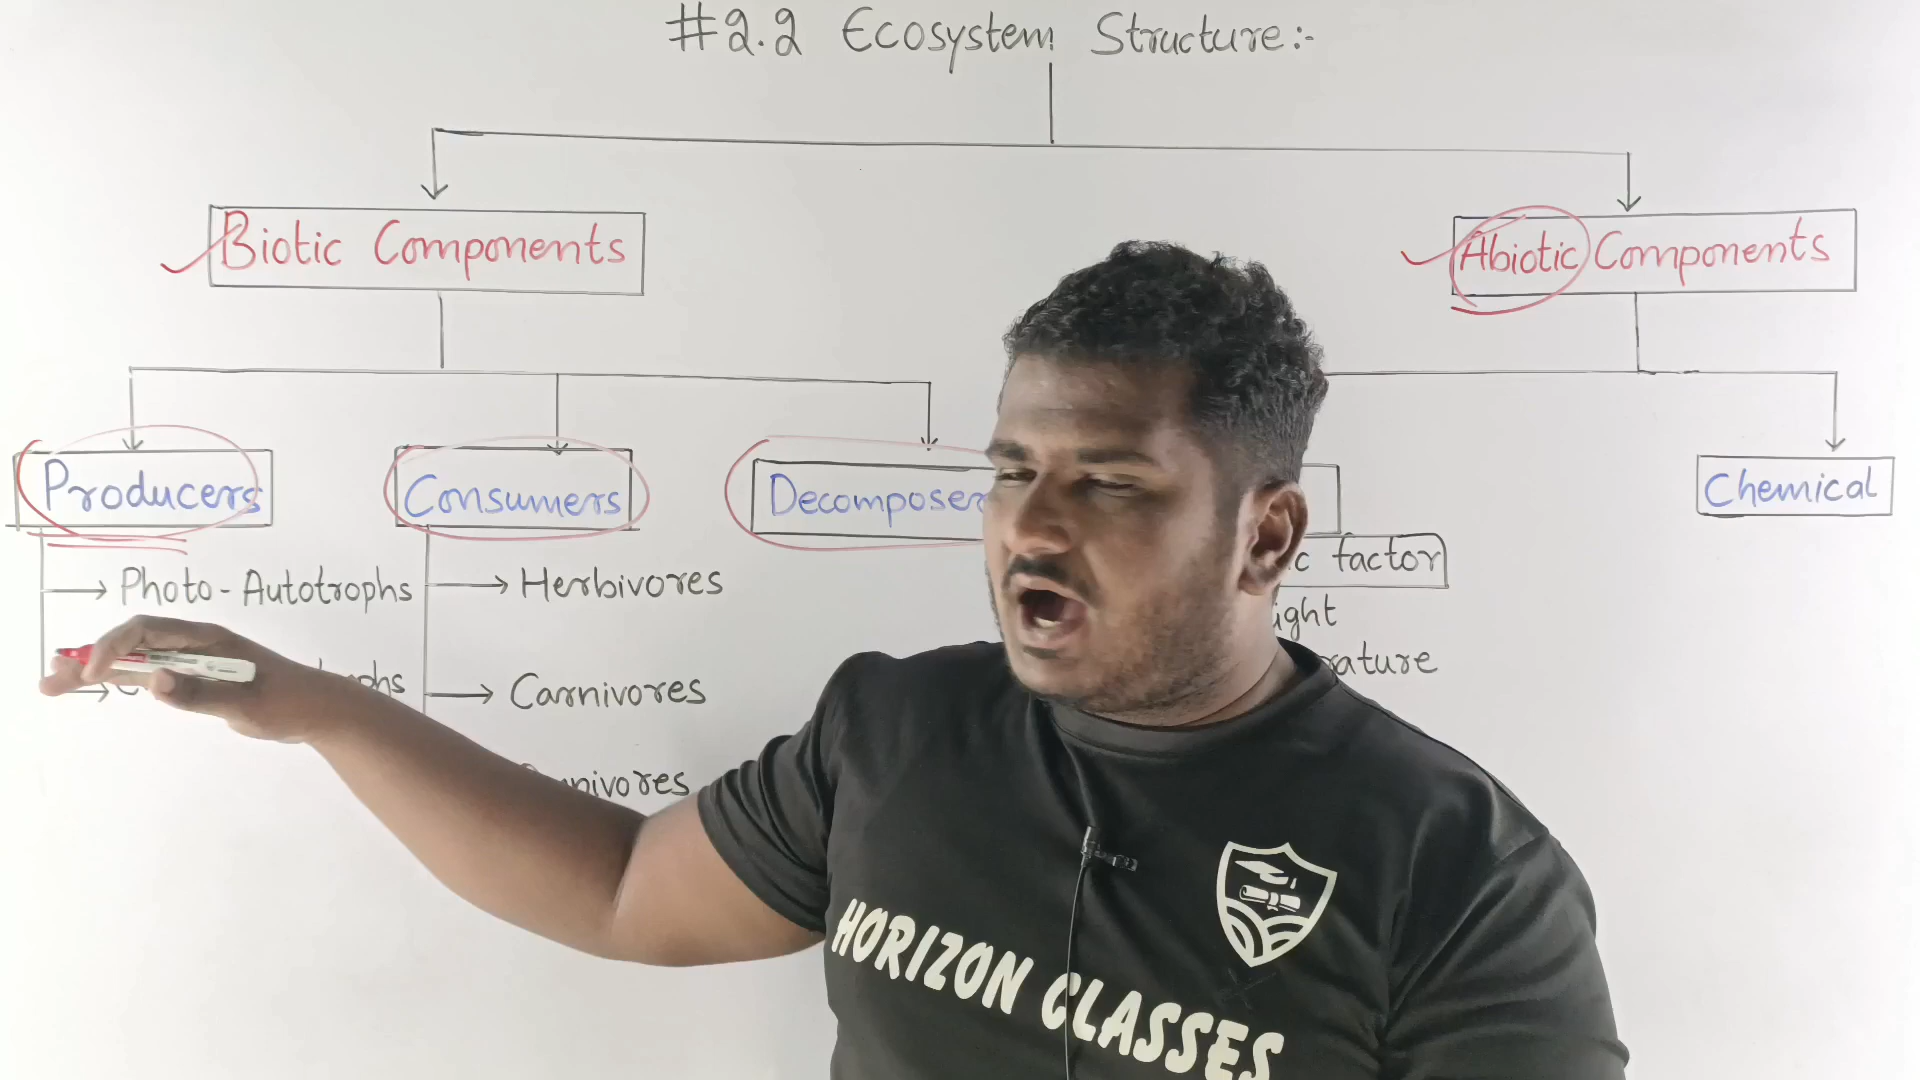 #2.2 Ecosystem Structure:-
Biotic Components
Abiotic Components
Producers
Consumers
Chemical
factor
Photo-Autotrophs
Herbivores
Carnivores
HORIZON CLASSES